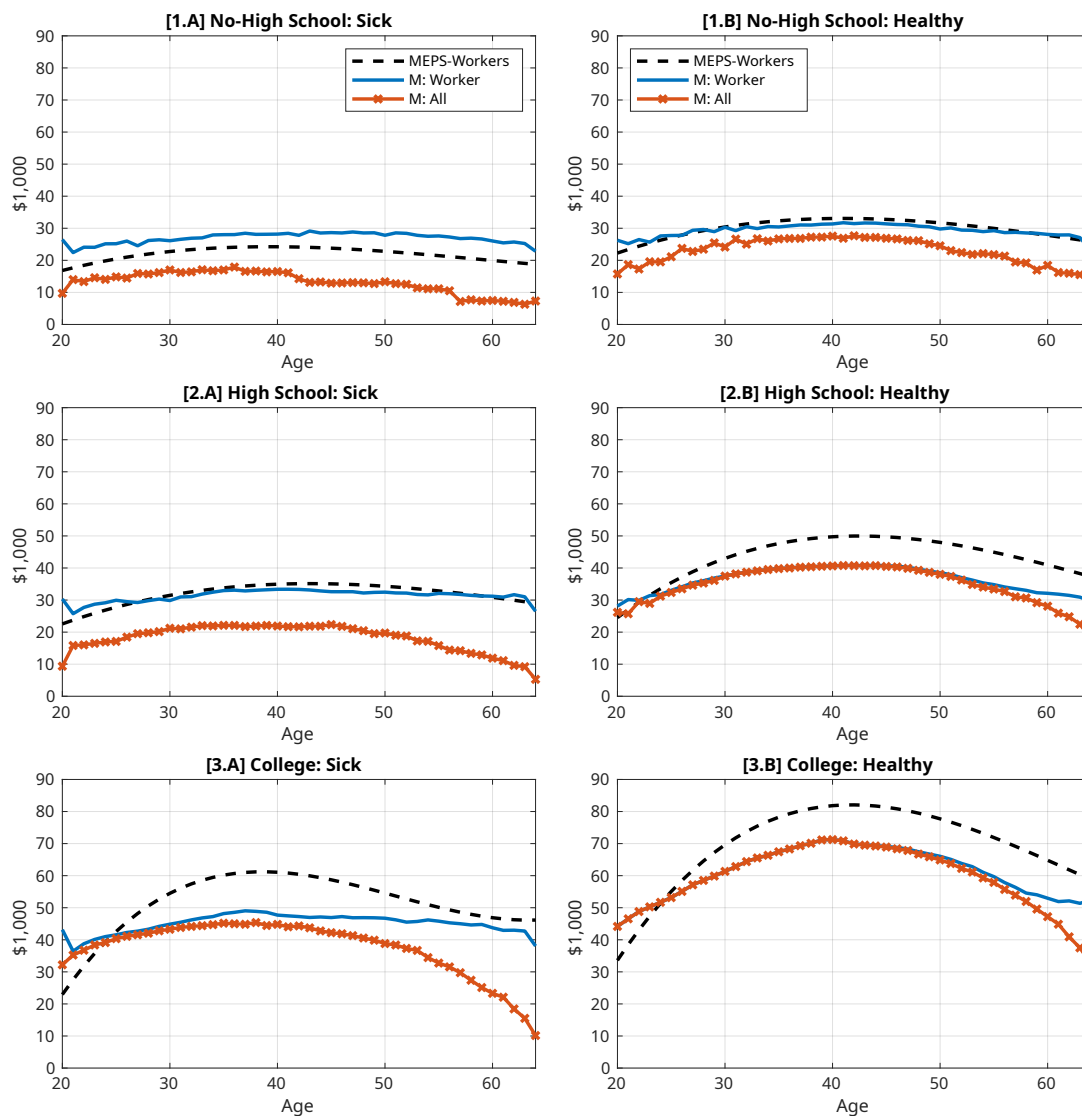 [1.A] No-High School: Sick
90
80
70
60
50
40
30
20
10
0
$1,000
MEPS-Workers
M: Worker
M: All
20 30 40 50 60
Age
[1.B] No-High School: Healthy
90
80
70
60
50
40
30
20
10
0
$1,000
MEPS-Workers
M: Worker
M: All
20 30 40 50 60
Age
[2.A] High School: Sick
90
80
70
60
50
40
30
20
10
0
$1,000
20 30 40 50 60
Age
[2.B] High School: Healthy
90
80
70
60
50
40
30
20
10
0
$1,000
20 30 40 50 60
Age
[3.A] College: Sick
90
80
70
60
50
40
30
20
10
0
$1,000
20 30 40 50 60
Age
[3.B] College: Healthy
90
80
70
60
50
40
30
20
10
0
$1,000
20 30 40 50 60
Age